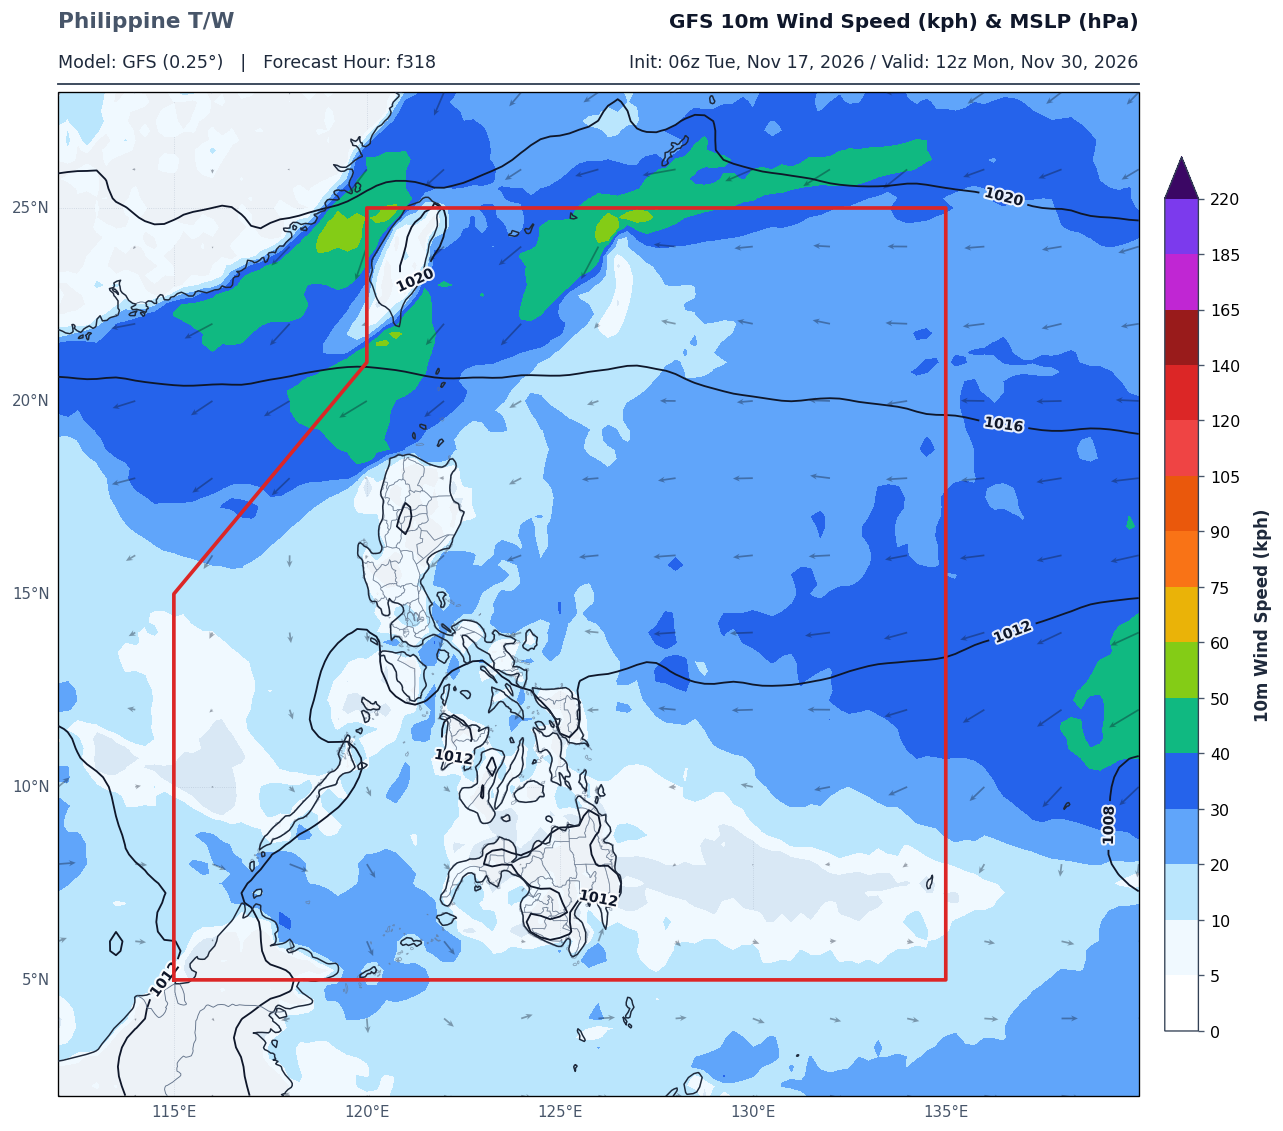 Philippine T/W
GFS 10m Wind Speed (kph) & MSLP (hPa)
Model: GFS (0.25°) | Forecast Hour: f318
Init: 06z Tue, Nov 17, 2026 / Valid: 12z Mon, Nov 30, 2026
25°N
20°N
15°N
10°N
5°N
115°E
120°E
125°E
130°E
135°E
1020
1020
1016
1012
1012
1008
1012
1012
220
185
165
140
120
105
90
75
60
50
40
30
20
10
5
0
10m Wind Speed (kph)